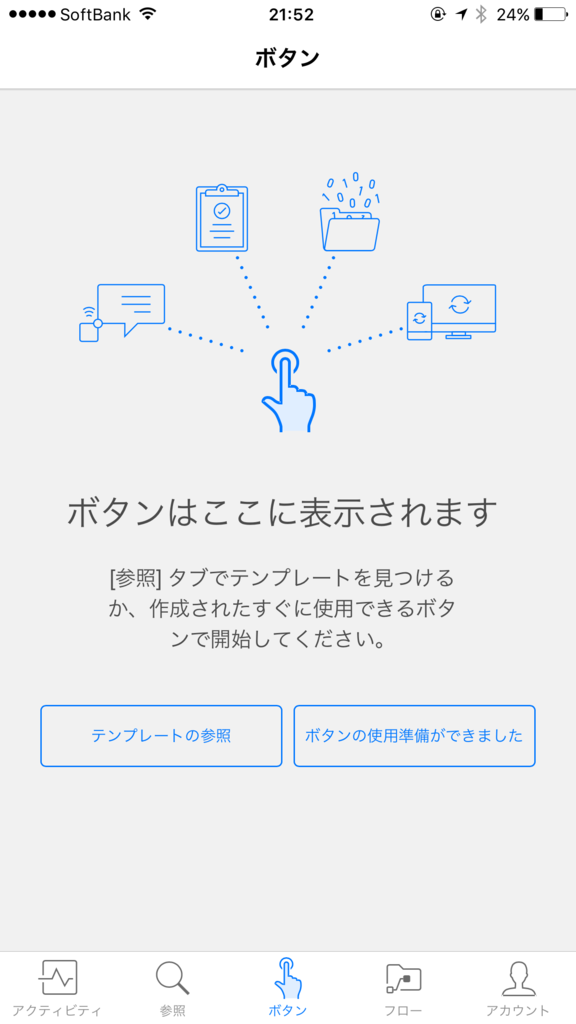 SoftBank 21:52 24%
ボタン
1 0 1 0 0 1 1 0 0 0 1
ボタンはここに表示されます
[参照] タブでテンプレートを見つける
か、作成されたすぐに使用できるボタ
ンで開始してください。
テンプレートの参照 ボタンの使用準備ができました
アクティビティ 参照 ボタン フロー アカウント